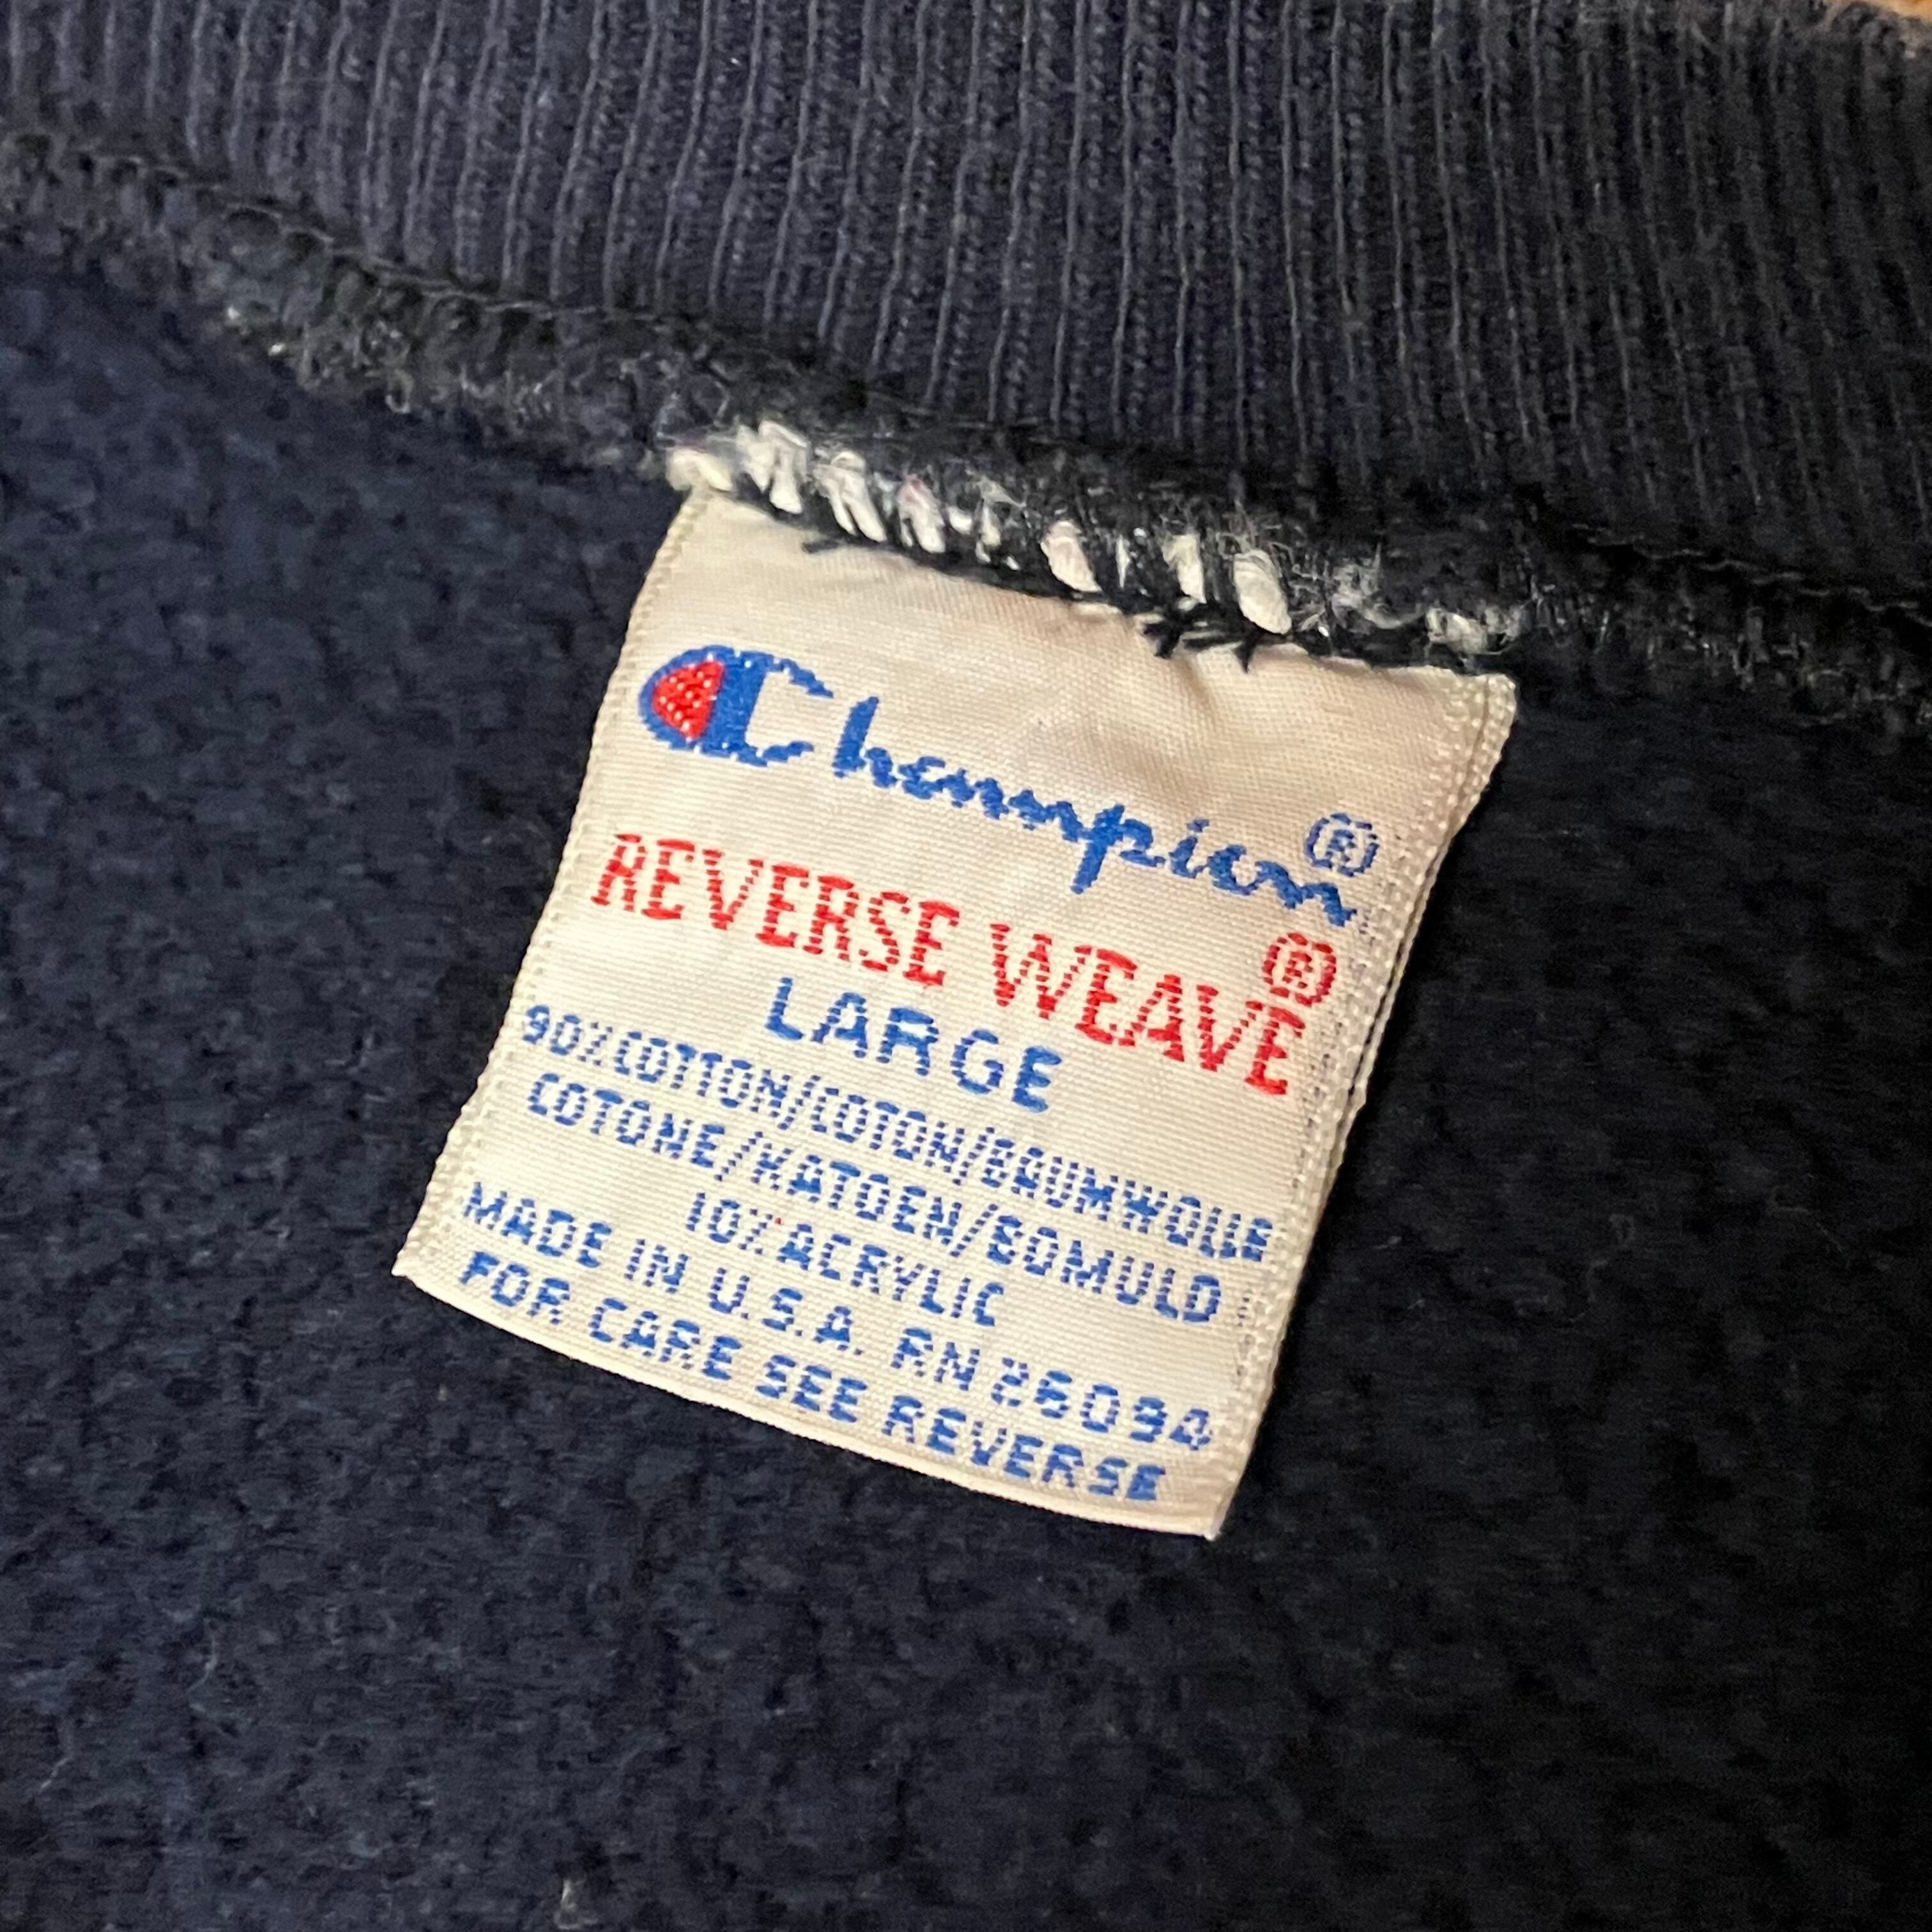 Champion®
REVERSE WEAVE®
LARGE
90% COTTON/COTON/BAUMWOLLE
COTONE/KATOEN/BOMULD
10% ACRYLIC
MADE IN U.S.A. RN 26094
FOR CARE SEE REVERSE